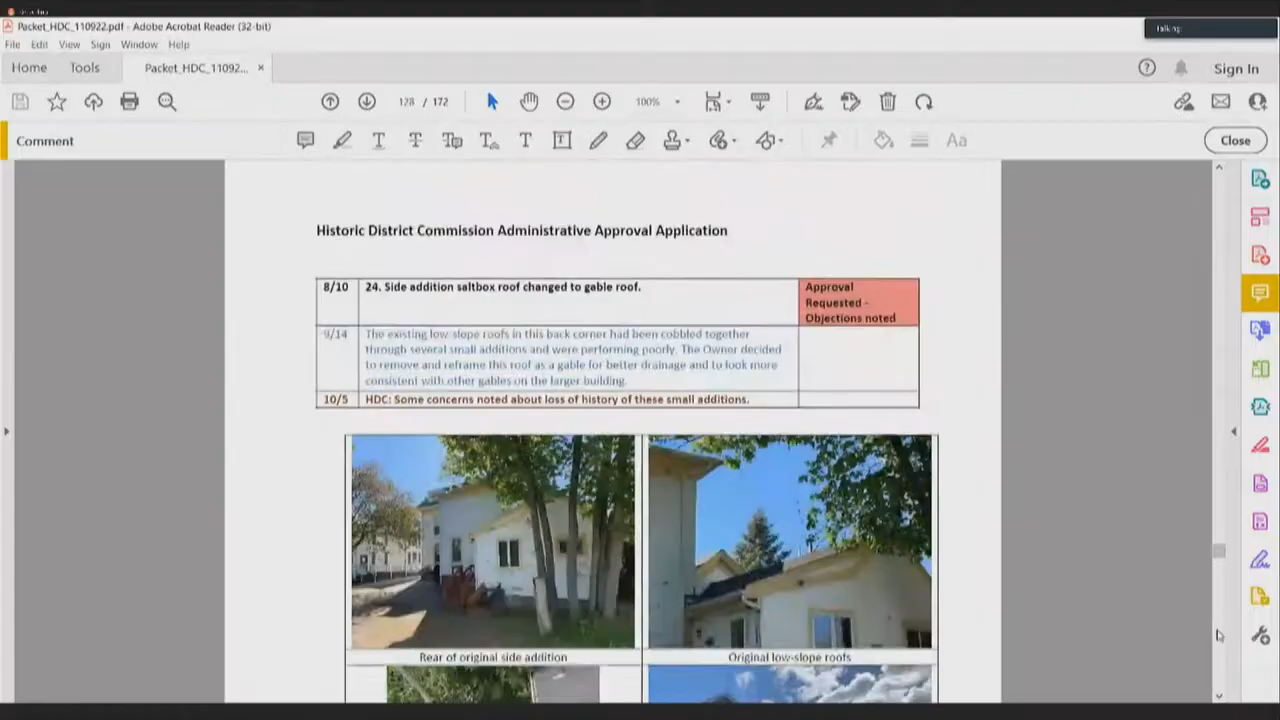 Packet_HDC_110922.pdf - Adobe Acrobat Reader (32-bit)
Talking:
File Edit View Sign Window Help
Home Tools Packet_HDC_11092... × Sign In
128 / 172 100%
Comment Close
Historic District Commission Administrative Approval Application
8/10 24. Side addition saltbox roof changed to gable roof. Approval
Requested -
Objections noted
9/14 The existing low slope roofs in this back corner had been cobbled together
through several small additions and were performing poorly. The Owner decided
to remove and reframe this roof as a gable for better drainage and to look more
consistent with other gables on the larger building.
10/5 HDC: Some concerns noted about loss of history of these small additions.
Rear of original side addition Original low-slope roofs